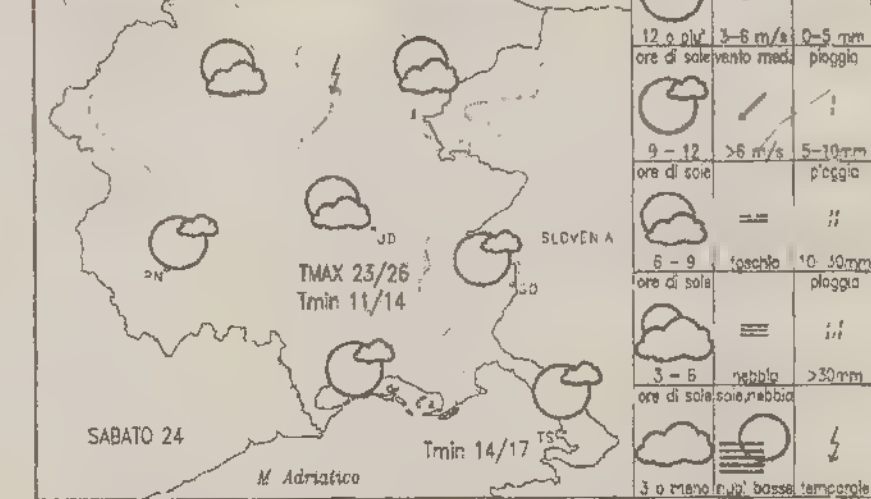 12 o piu' 3-6 m/s 0-5 mm
ore di sole vento med. pioggia
9 - 12 >6 m/s 5-10mm
ore di sole pioggia
6 - 9 foschia 10-30mm
ore di sole pioggia
3 - 6 nebbia >30mm
ore di sole sole,nebbia
3 o meno nub. basse temporale
SLOVENIA
UD
PN
GO
TMAX 23/26
Tmin 11/14
SABATO 24
Tmin 14/17
TS
M Adriatico